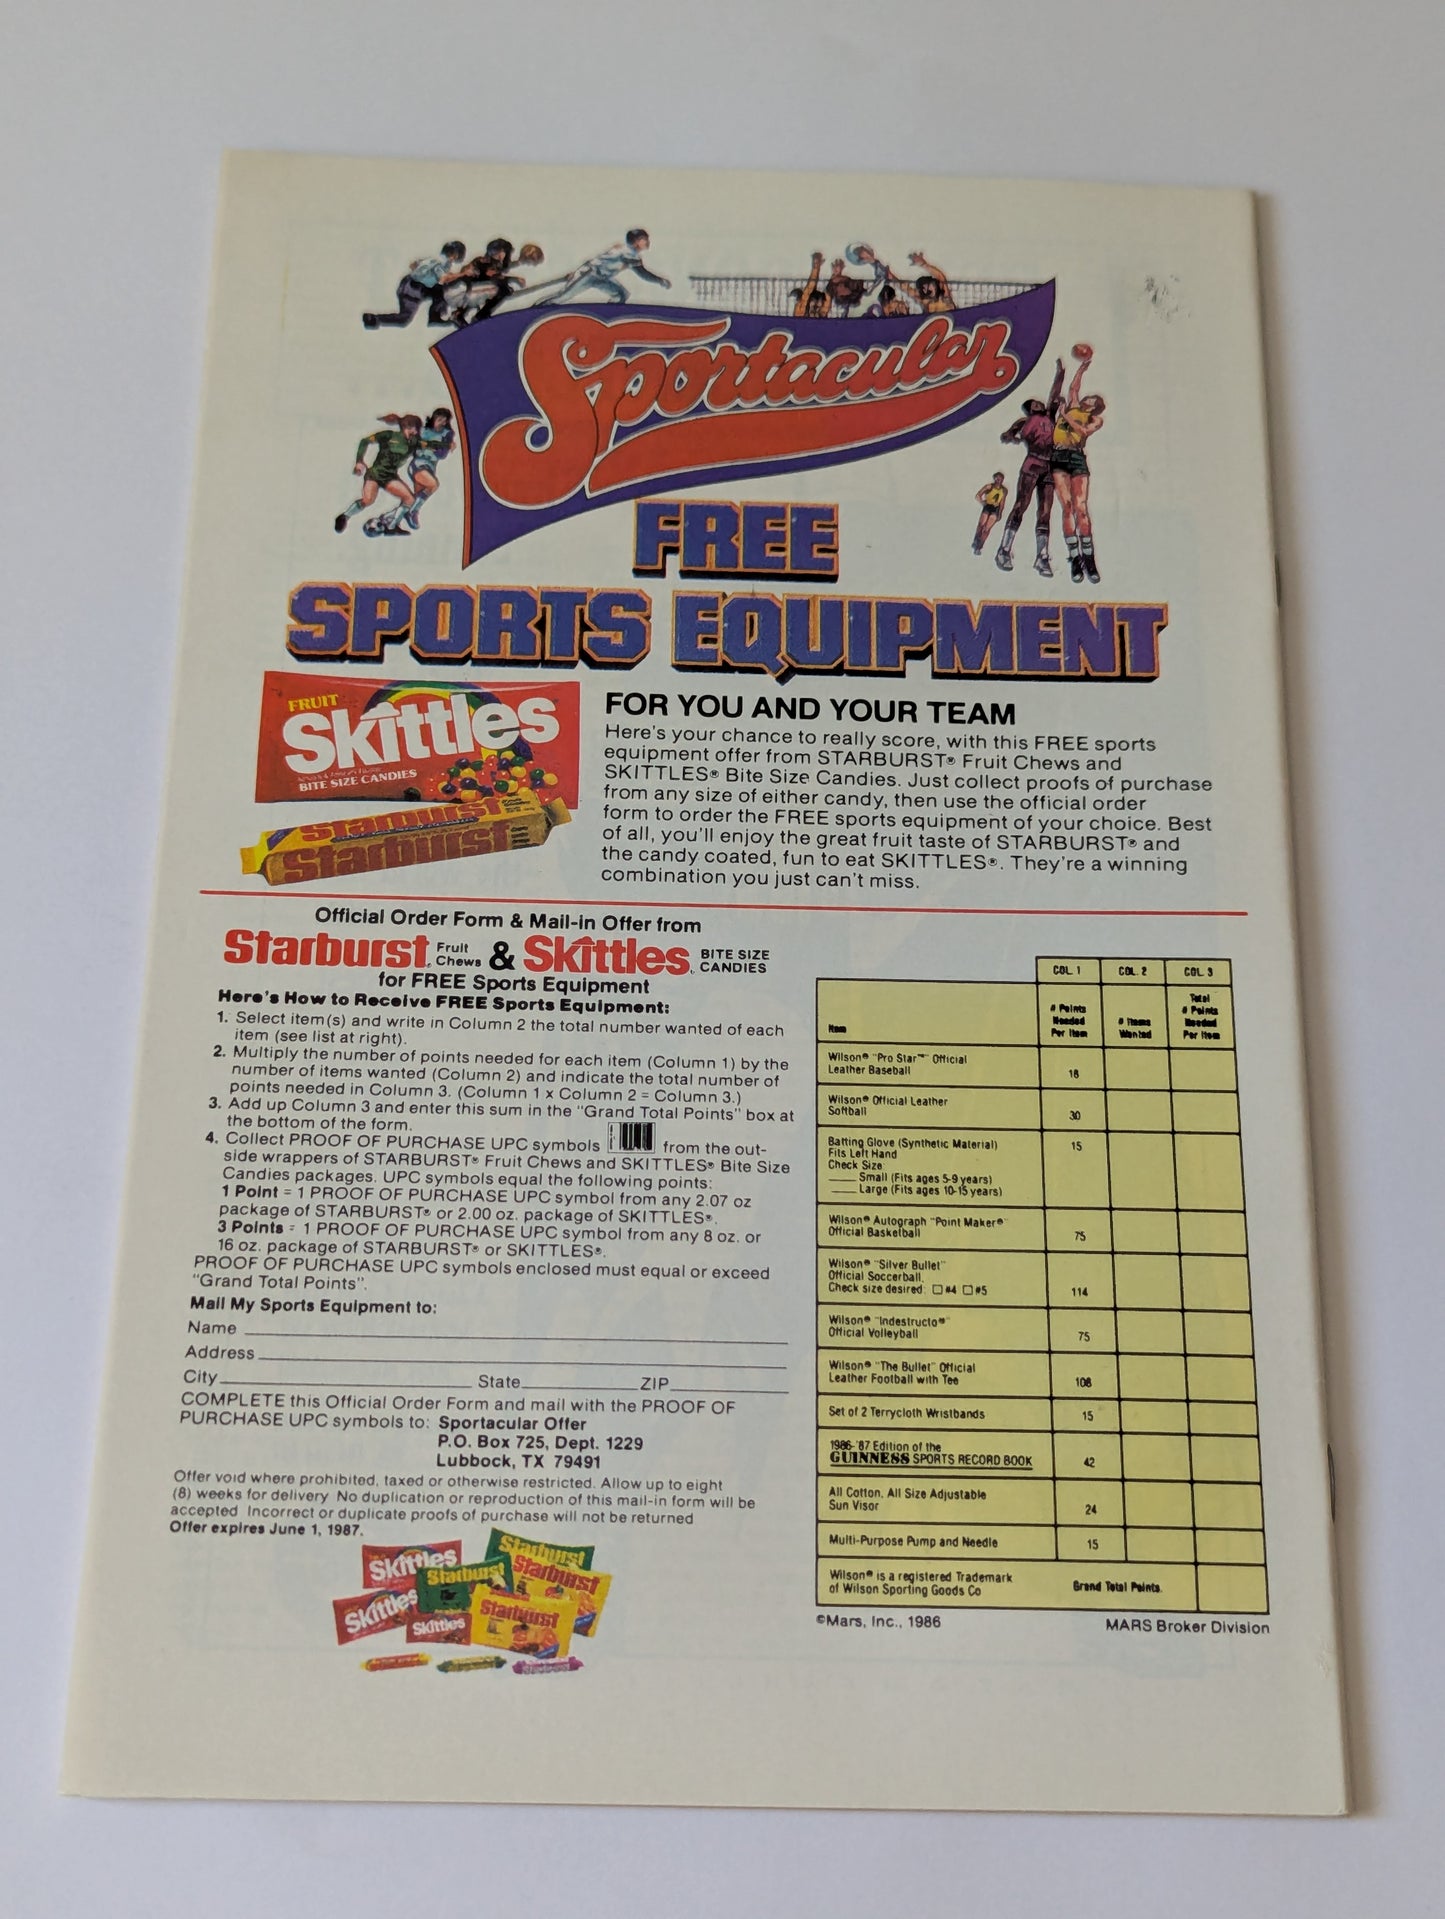 Sportacular
FREE
SPORTS EQUIPMENT
FRUIT
Skittles
BITE SIZE CANDIES
Starburst
Starburst
FOR YOU AND YOUR TEAM
Here's your chance to really score, with this FREE sports
equipment offer from STARBURST® Fruit Chews and
SKITTLES® Bite Size Candies. Just collect proofs of purchase
from any size of either candy, then use the official order
form to order the FREE sports equipment of your choice. Best
of all, you'll enjoy the great fruit taste of STARBURST® and
the candy coated, fun to eat SKITTLES®. They're a winning
combination you just can't miss.
Official Order Form & Mail-in Offer from
Starburst Fruit Chews & Skittles BITE SIZE CANDIES
for FREE Sports Equipment
Here's How to Receive FREE Sports Equipment:
1. Select item(s) and write in Column 2 the total number wanted of each
item (see list at right).
2. Multiply the number of points needed for each item (Column 1) by the
number of items wanted (Column 2) and indicate the total number of
points needed in Column 3. (Column 1 x Column 2 = Column 3.)
3. Add up Column 3 and enter this sum in the "Grand Total Points" box at
the bottom of the form.
4. Collect PROOF OF PURCHASE UPC symbols from the out-
side wrappers of STARBURST® Fruit Chews and SKITTLES® Bite Size
Candies packages. UPC symbols equal the following points:
1 Point = 1 PROOF OF PURCHASE UPC symbol from any 2.07 oz
package of STARBURST® or 2.00 oz. package of SKITTLES®.
3 Points = 1 PROOF OF PURCHASE UPC symbol from any 8 oz. or
16 oz. package of STARBURST® or SKITTLES®.
PROOF OF PURCHASE UPC symbols enclosed must equal or exceed
"Grand Total Points".
Mail My Sports Equipment to:
Name
Address
City State ZIP
COMPLETE this Official Order Form and mail with the PROOF OF
PURCHASE UPC symbols to: Sportacular Offer
P.O. Box 725, Dept. 1229
Lubbock, TX 79491
Offer void where prohibited, taxed or otherwise restricted. Allow up to eight
(8) weeks for delivery No duplication or reproduction of this mail-in form will be
accepted Incorrect or duplicate proofs of purchase will not be returned
Offer expires June 1, 1987.
Skittles
Starburst
Starburst
Starburst
Skittles
Skittles
Starburst
COL. 1 COL. 2 COL. 3
Item
# Points Needed Per Item
# Items Wanted
Total # Points Needed Per Item
Wilson® "Pro Star™" Official
Leather Baseball 18
Wilson® Official Leather
Softball 30
Batting Glove (Synthetic Material) 15
Fits Left Hand
Check Size
Small (Fits ages 5-9 years)
Large (Fits ages 10-15 years)
Wilson® Autograph "Point Maker®"
Official Basketball 75
Wilson® "Silver Bullet"
Official Soccerball.
Check size desired: ☐ #4 ☐ #5 114
Wilson® "Indestructo®"
Official Volleyball 75
Wilson® "The Bullet" Official
Leather Football with Tee 108
Set of 2 Terrycloth Wristbands 15
1986-'87 Edition of the
GUINNESS SPORTS RECORD BOOK 42
All Cotton, All Size Adjustable
Sun Visor 24
Multi-Purpose Pump and Needle 15
Wilson® is a registered Trademark
of Wilson Sporting Goods Co
Grand Total Points.
©Mars, Inc., 1986 MARS Broker Division